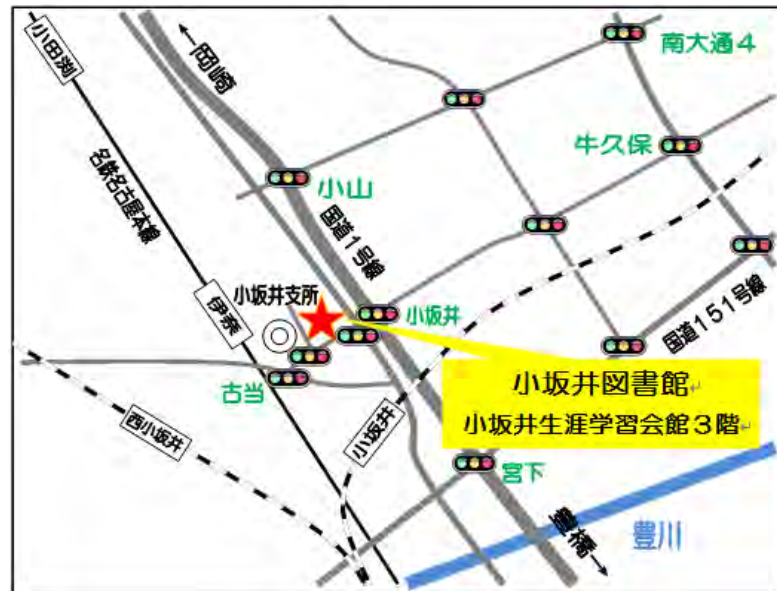 小田渕
←岡崎
南大通4
名鉄名古屋本線
牛久保
小山
国道1号線
小坂井支所
伊奈
小坂井
国道151号線
小坂井図書館
小坂井生涯学習会館3階
古当
西小坂井
小坂井
宮下
豊橋→
豊川